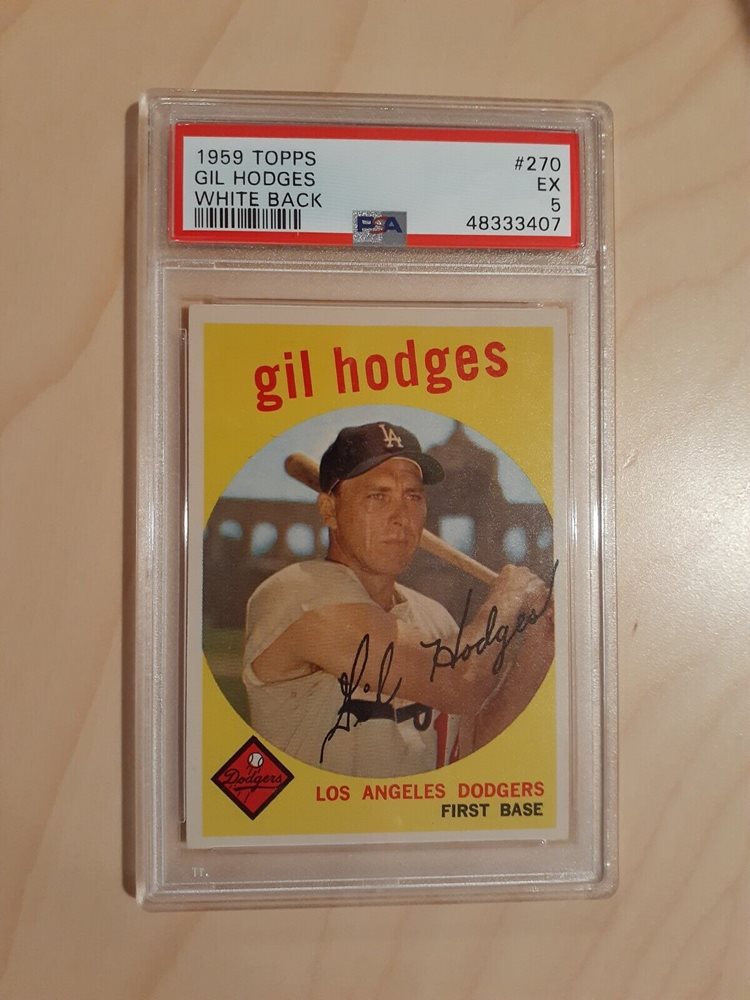 1959 TOPPS #270
GIL HODGES EX
WHITE BACK 5
PSA 48333407
gil hodges
LA
Gil Hodges
Dodgers
LOS ANGELES DODGERS
FIRST BASE